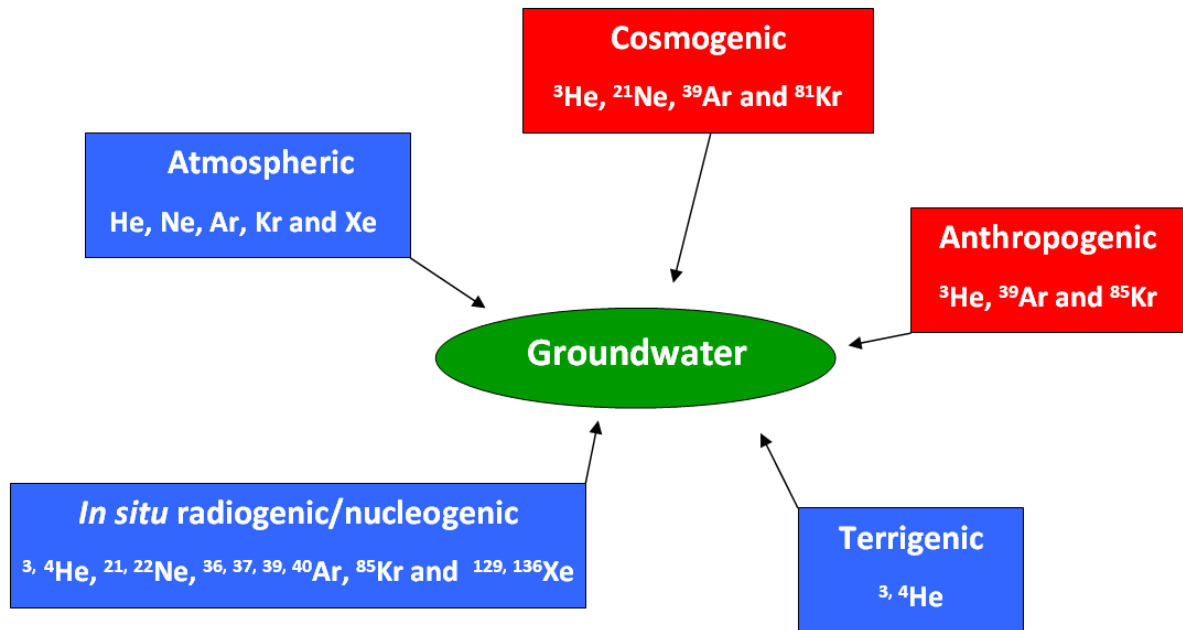 Cosmogenic
³He, ²¹Ne, ³⁹Ar and ⁸¹Kr
Atmospheric
He, Ne, Ar, Kr and Xe
Anthropogenic
³He, ³⁹Ar and ⁸⁵Kr
Groundwater
In situ radiogenic/nucleogenic
³, ⁴He, ²¹, ²²Ne, ³⁶, ³⁷, ³⁹, ⁴⁰Ar, ⁸⁵Kr and ¹²⁹, ¹³⁶Xe
Terrigenic
³, ⁴He